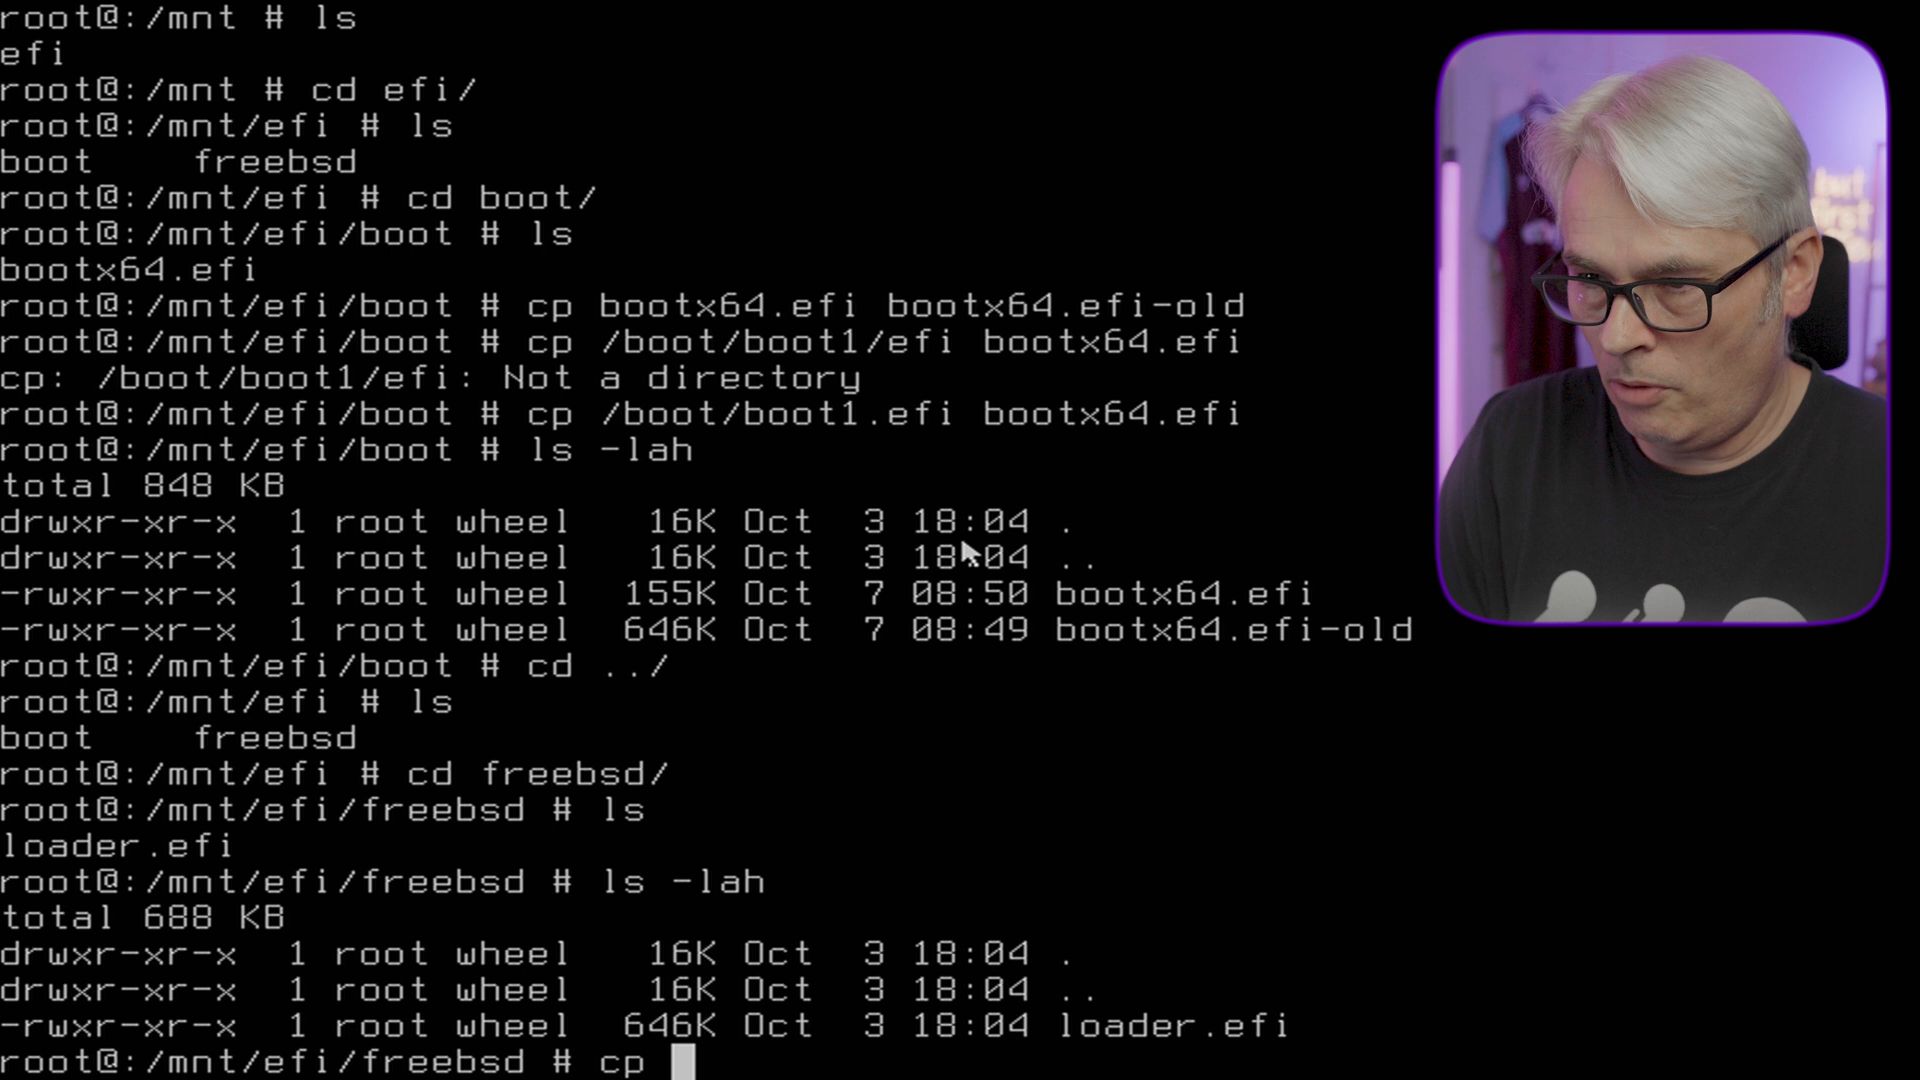 root@:/mnt # ls
efi
root@:/mnt # cd efi/
root@:/mnt/efi # ls
boot     freebsd
root@:/mnt/efi # cd boot/
root@:/mnt/efi/boot # ls
bootx64.efi
root@:/mnt/efi/boot # cp bootx64.efi bootx64.efi-old
root@:/mnt/efi/boot # cp /boot/boot1/efi bootx64.efi
cp: /boot/boot1/efi: Not a directory
root@:/mnt/efi/boot # cp /boot/boot1.efi bootx64.efi
root@:/mnt/efi/boot # ls -lah
total 848 KB
drwxr-xr-x  1 root wheel   16K Oct  3 18:04 .
drwxr-xr-x  1 root wheel   16K Oct  3 18:04 ..
-rwxr-xr-x  1 root wheel  155K Oct  7 08:50 bootx64.efi
-rwxr-xr-x  1 root wheel  646K Oct  7 08:49 bootx64.efi-old
root@:/mnt/efi/boot # cd ../
root@:/mnt/efi # ls
boot     freebsd
root@:/mnt/efi # cd freebsd/
root@:/mnt/efi/freebsd # ls
loader.efi
root@:/mnt/efi/freebsd # ls -lah
total 688 KB
drwxr-xr-x  1 root wheel   16K Oct  3 18:04 .
drwxr-xr-x  1 root wheel   16K Oct  3 18:04 ..
-rwxr-xr-x  1 root wheel  646K Oct  3 18:04 loader.efi
root@:/mnt/efi/freebsd # cp
first